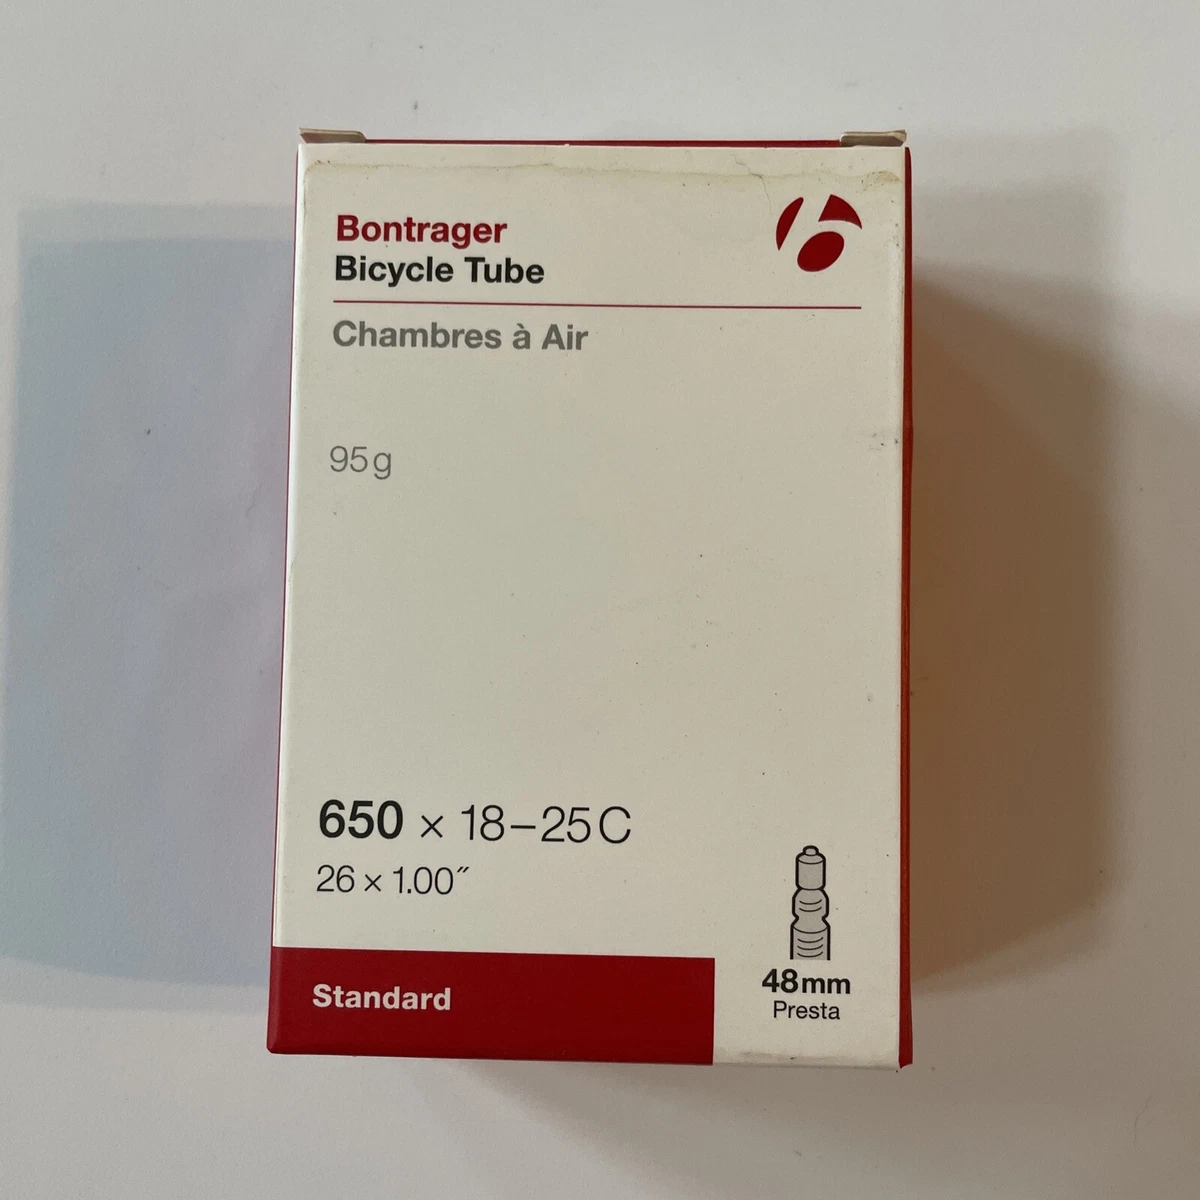 Bontrager
Bicycle Tube
Chambres à Air
95g
650 × 18–25C
26 × 1.00″
Standard
48mm
Presta